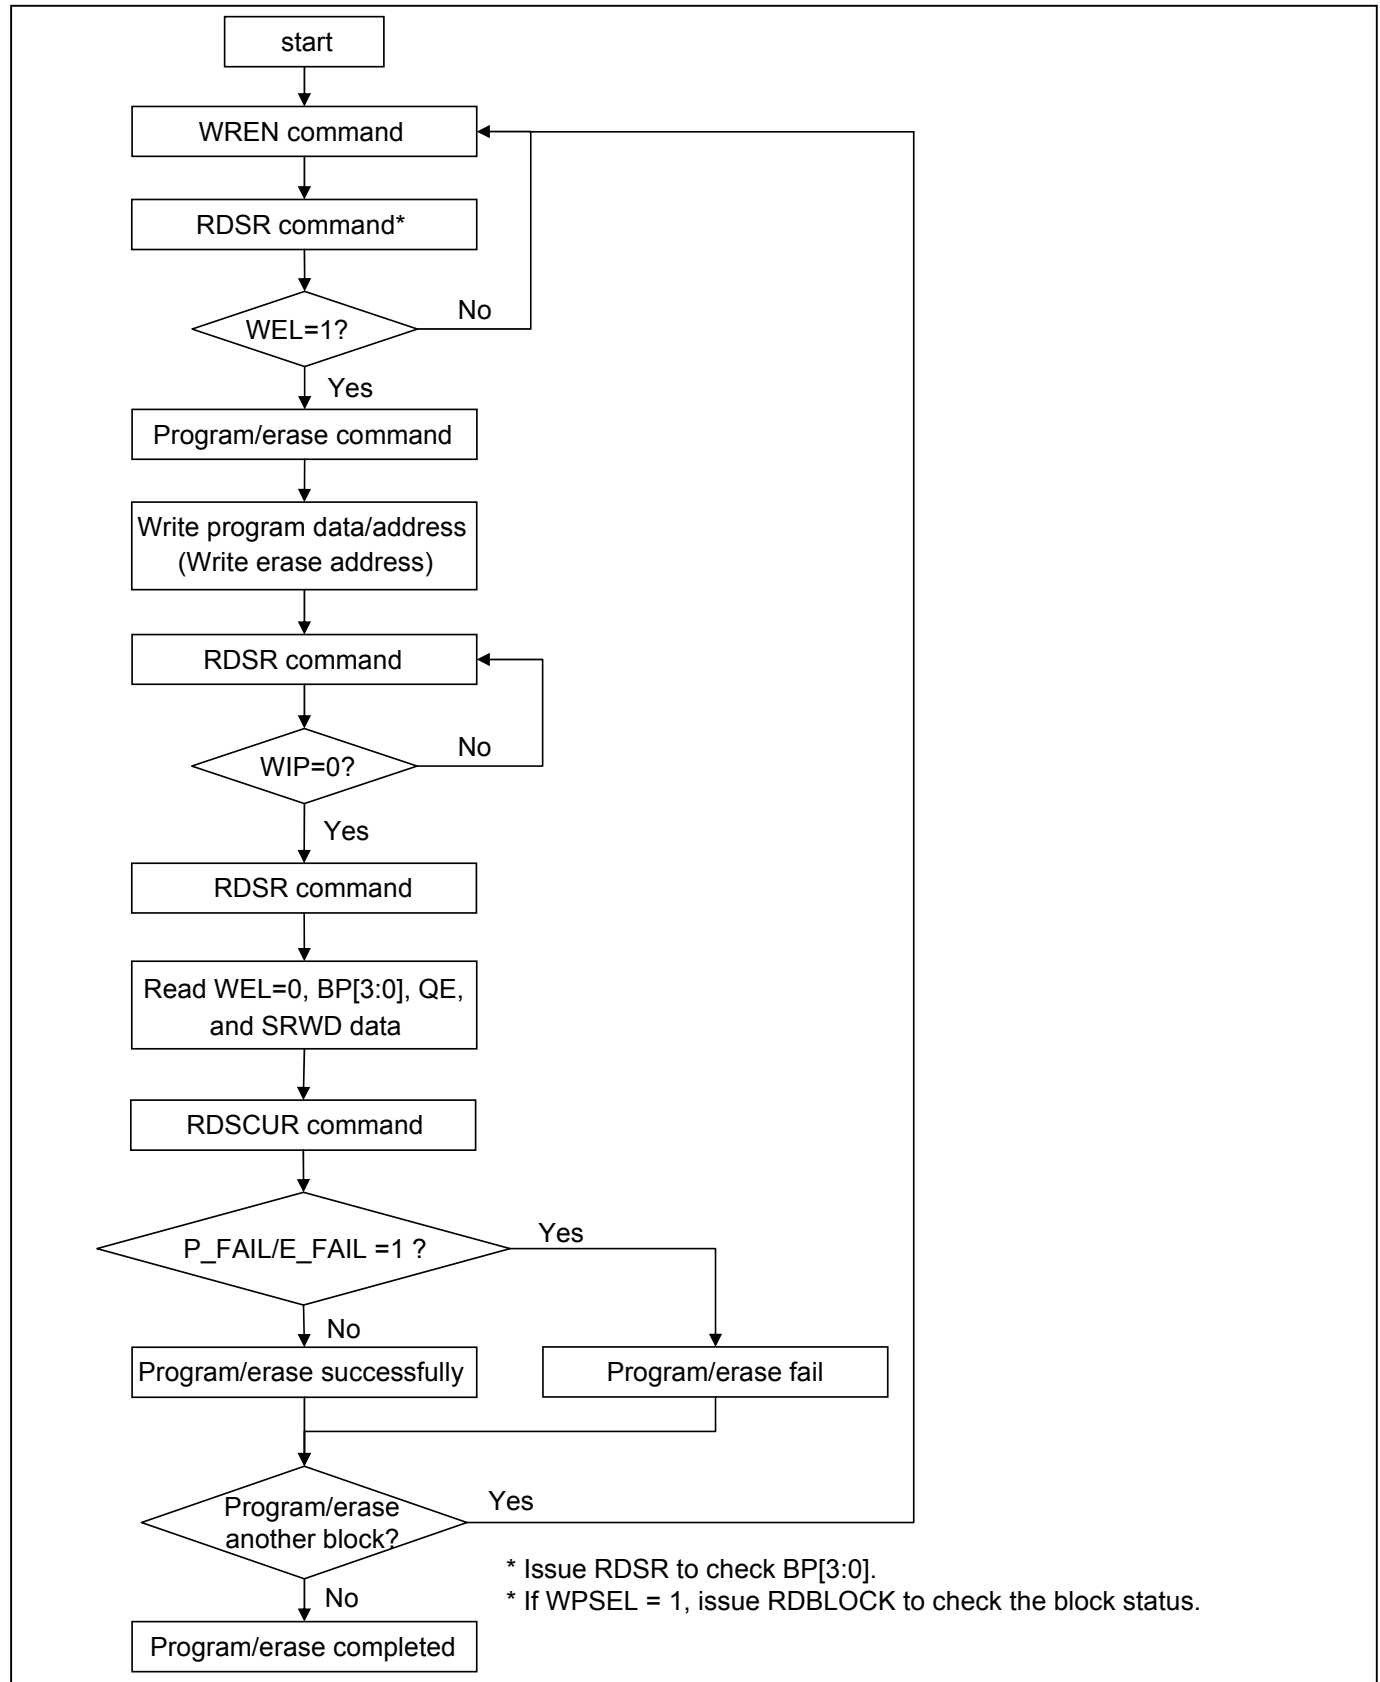 start
WREN command
RDSR command*
WEL=1?
No
Yes
Program/erase command
Write program data/address
(Write erase address)
RDSR command
WIP=0?
No
Yes
RDSR command
Read WEL=0, BP[3:0], QE,
and SRWD data
RDSCUR command
P_FAIL/E_FAIL =1 ?
Yes
No
Program/erase successfully
Program/erase fail
Program/erase
another block?
Yes
* Issue RDSR to check BP[3:0].
* If WPSEL = 1, issue RDBLOCK to check the block status.
No
Program/erase completed